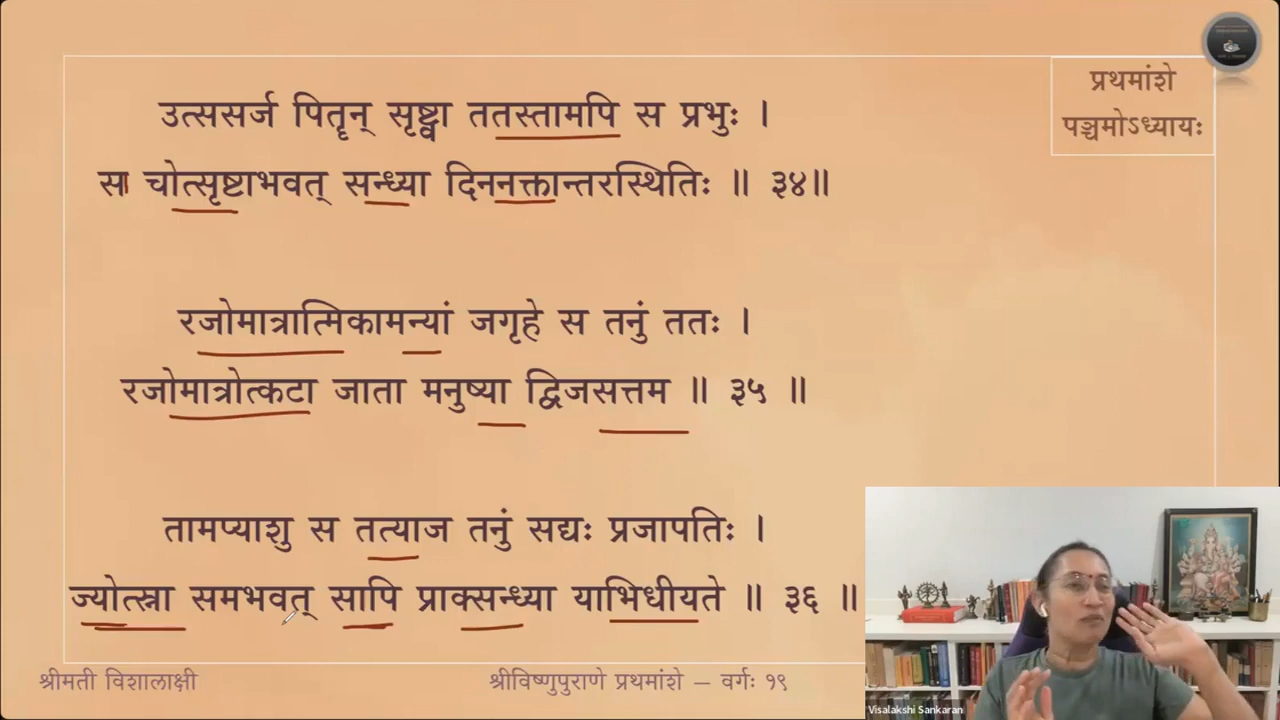 प्रथमांशे
पञ्चमोऽध्यायः
उत्ससर्ज पितॄन् सृष्ट्वा ततस्तामपि स प्रभुः ।
सा चोत्सृष्टाभवत् सन्ध्या दिननक्तान्तरस्थितिः ॥ ३४॥
रजोमात्रात्मिकामन्यां जगृहे स तनुं ततः ।
रजोमात्रोत्कटा जाता मनुष्या द्विजसत्तम ॥ ३५ ॥
तामप्याशु स तत्याज तनुं सद्यः प्रजापतिः ।
ज्योत्स्ना समभवत् सापि प्राक्सन्ध्या याभिधीयते ॥ ३६ ॥
श्रीमती विशालाक्षी
श्रीविष्णुपुराणे प्रथमांशे – वर्गः १९
Visalakshi Sankaran